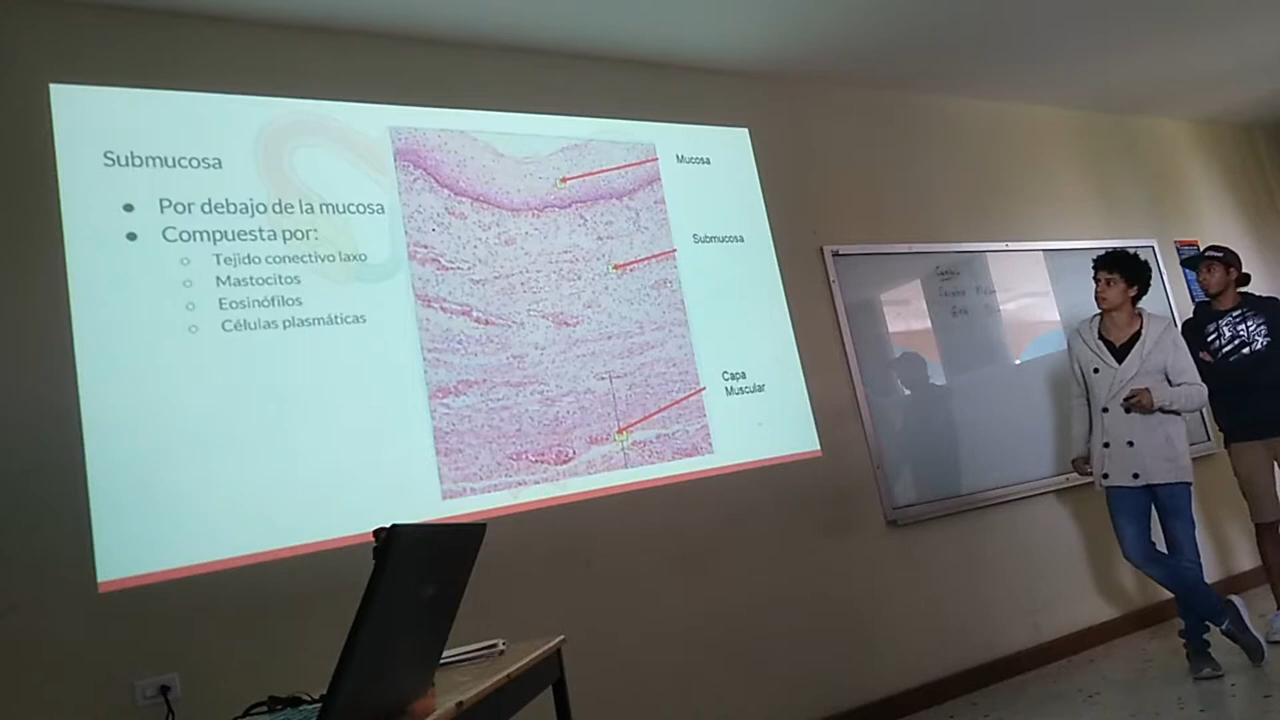 Submucosa
Por debajo de la mucosa
Compuesta por:
Tejido conectivo laxo
Mastocitos
Eosinófilos
Células plasmáticas
Mucosa
Submucosa
Capa
Muscular